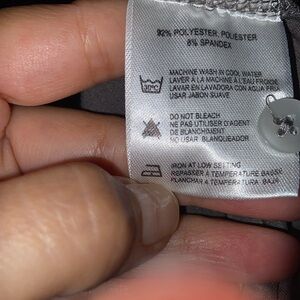 92% POLYESTER, POLIESTER
8% SPANDEX
MACHINE WASH IN COOL WATER
LAVER A LA MACHINE À L'EAU FROIDE
LAVAR EN LAVADORA CON AGUA FRIA
USAR JABON SUAVE
30°C
DO NOT BLEACH
NE PAS UTILISER D'AGENT
DE BLANCHIMENT
NO USAR BLANQUEADOR
IRON AT LOW SETTING
REPASSER À TEMPÉRATURE BASSE
PLANCHAR A TEMPERATURA BAJA